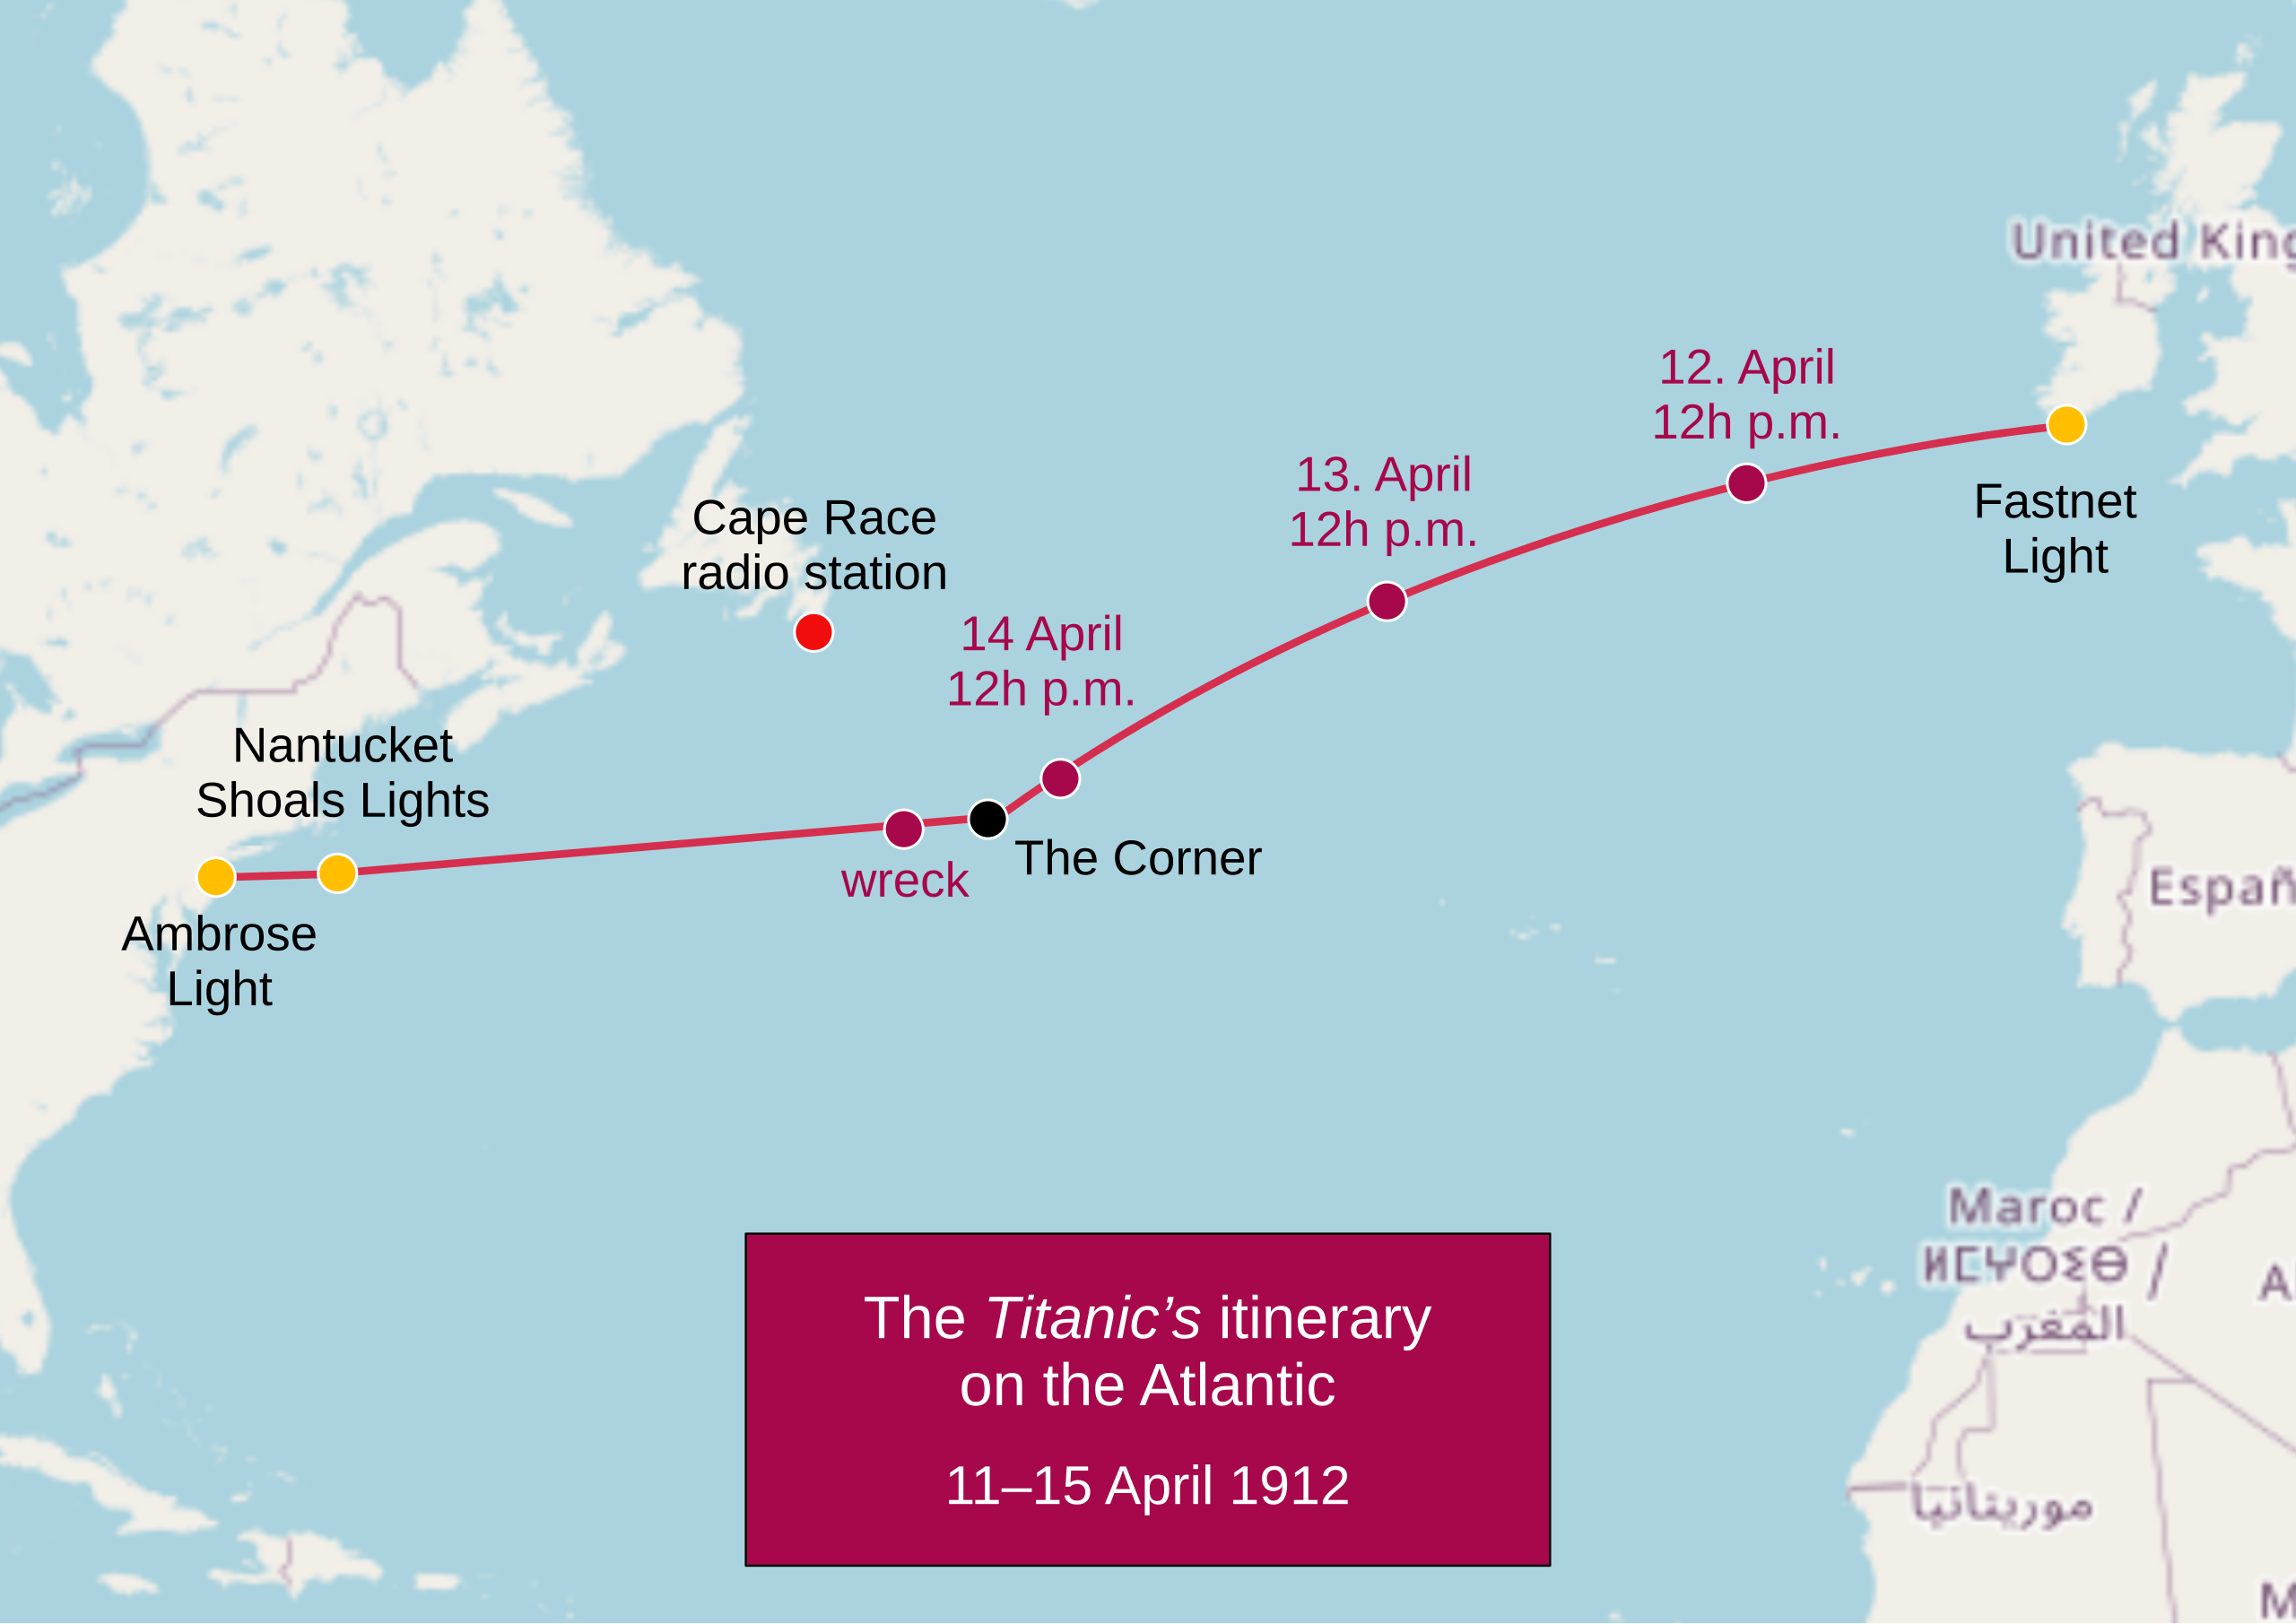 United King
12. April
12h p.m.
13. April
12h p.m.
Fastnet
Light
Cape Race
radio station
14 April
12h p.m.
Nantucket
Shoals Lights
The Corner
wreck
Españ
Ambrose
Light
Maroc /
ⵍⵎⵖⵔⵉⴱ /
المغرب
The Titanic’s itinerary
on the Atlantic
11–15 April 1912
موريتانيا